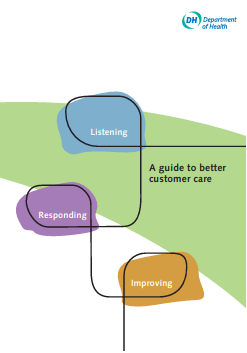 DH Department
of Health
Listening
A guide to better
customer care
Responding
Improving